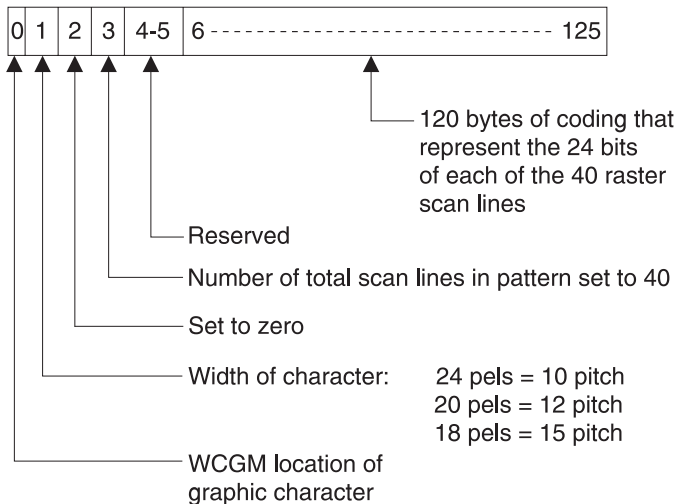 0 1 2 3 4-5 6 125
120 bytes of coding that
represent the 24 bits
of each of the 40 raster
scan lines
Reserved
Number of total scan lines in pattern set to 40
Set to zero
Width of character: 24 pels = 10 pitch
20 pels = 12 pitch
18 pels = 15 pitch
WCGM location of
graphic character